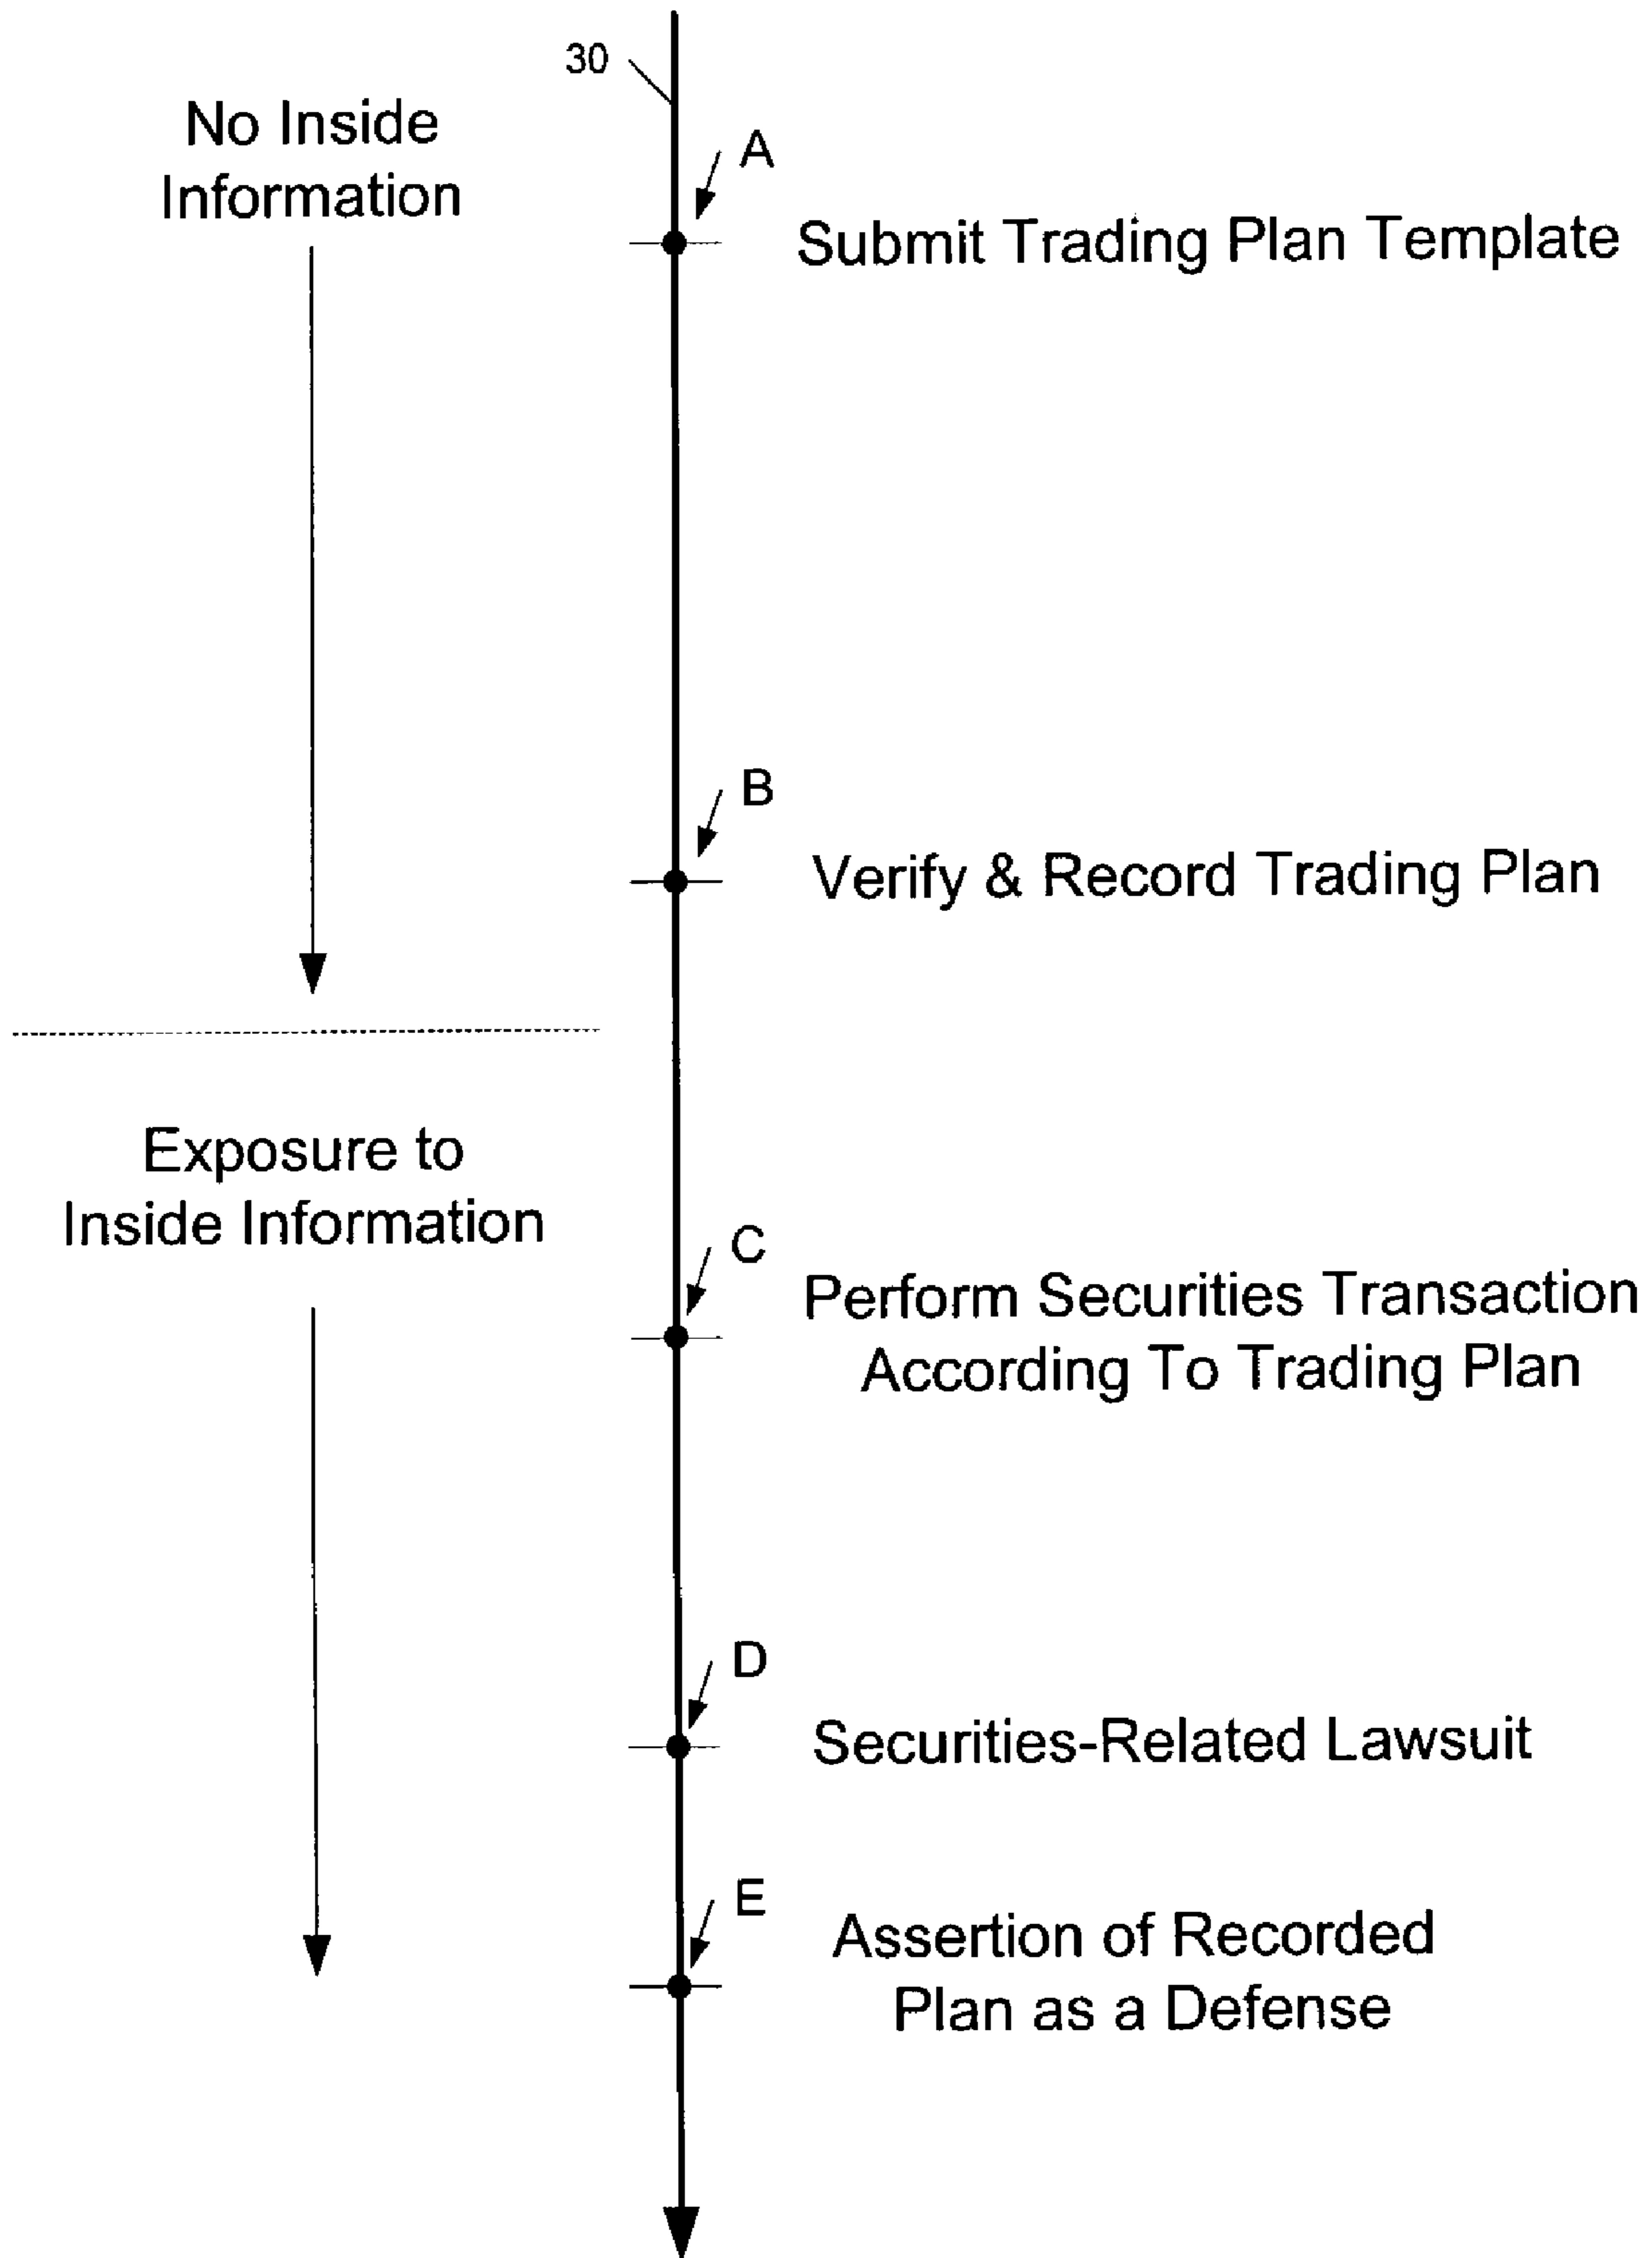 30
No Inside
Information
A
Submit Trading Plan Template
B
Verify & Record Trading Plan
Exposure to
Inside Information
C
Perform Securities Transaction
According To Trading Plan
D
Securities-Related Lawsuit
E
Assertion of Recorded
Plan as a Defense